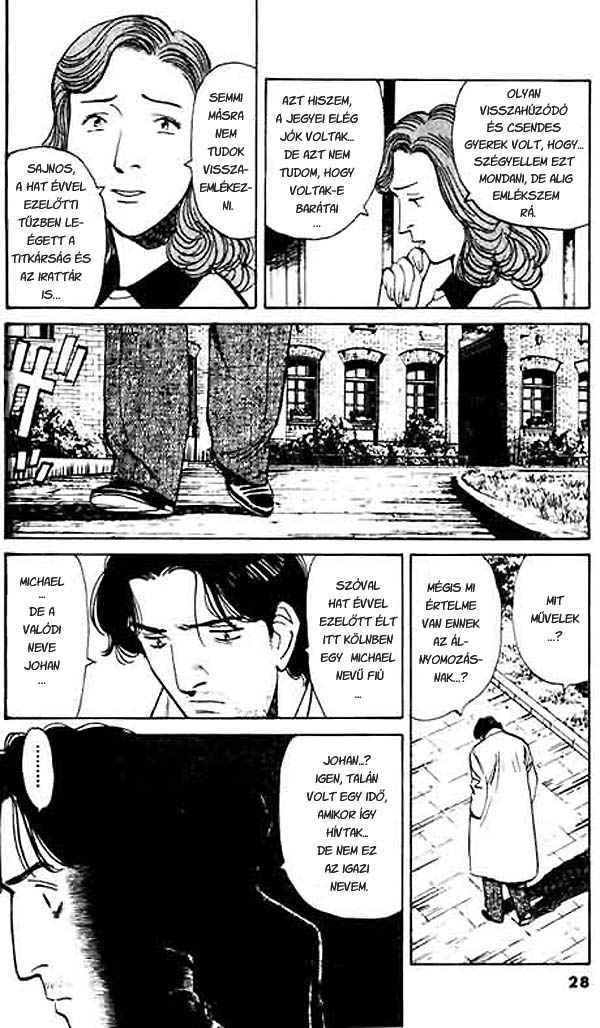 OLYAN
VISSZAHÚZÓDÓ
ÉS CSENDES
GYEREK VOLT, HOGY...
SZÉGYELLEM EZT
MONDANI, DE ALIG
EMLÉKSZEM
RÁ.
AZT HISZEM,
A JEGYEI ELÉG
JÓK VOLTAK...
DE AZT NEM
TUDOM, HOGY
VOLTAK-E
BARÁTAI
...
SEMMI
MÁSRA
NEM
TUDOK
VISSZA-
EMLÉKEZ-
NI.
SAJNOS,
A HAT ÉVVEL
EZELŐTTI
TŰZBEN LE-
ÉGETT A
TITKÁRSÁG ÉS
AZ IRATTÁR
IS...
MIT
MŰVELEK
...?
MÉGIS MI
ÉRTELME
VAN ENNEK
AZ ÁL-
NYOMOZÁS-
NAK...?
SZÓVAL
HAT ÉVVEL
EZELŐTT ÉLT
ITT KÖLNBEN
EGY MICHAEL
NEVŰ FIÚ
...
MICHAEL
...
DE A
VALÓDI
NEVE
JOHAN
...
JOHAN...?
IGEN, TALÁN
VOLT EGY IDŐ,
AMIKOR ÍGY
HÍVTAK...
DE NEM EZ
AZ IGAZI
NEVEM.
........
28